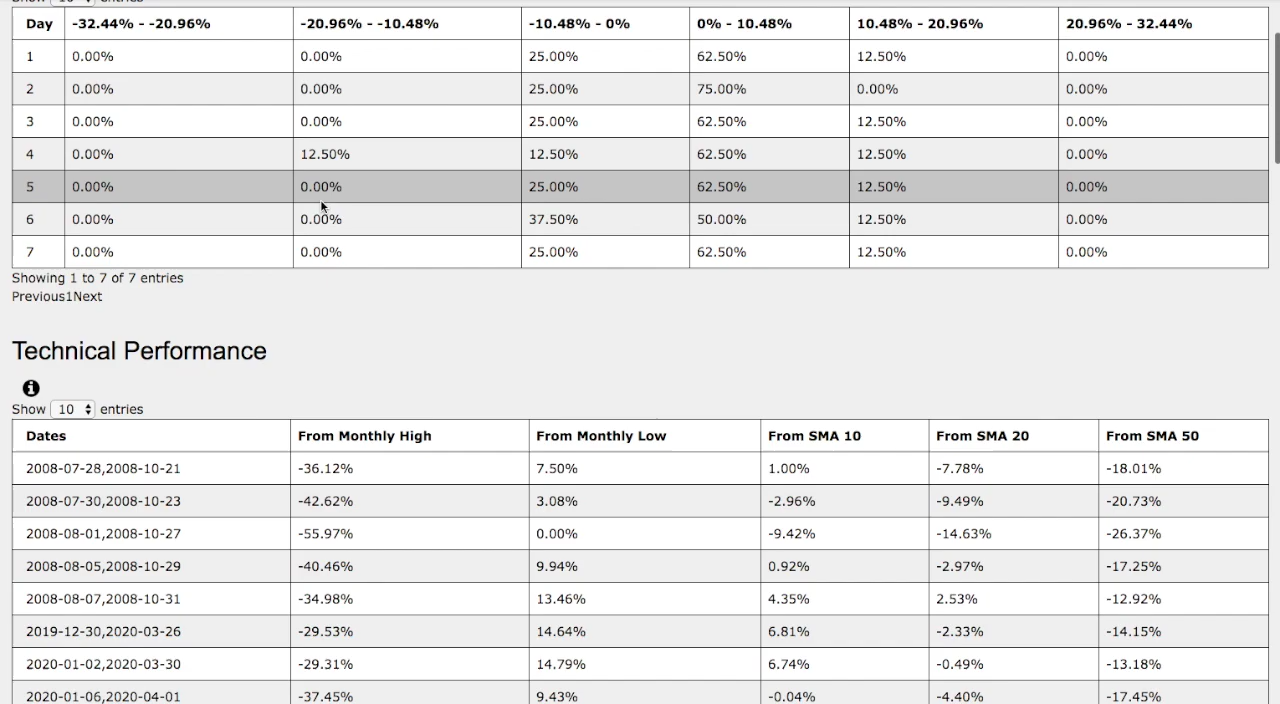 Show 10 entries
Day -32.44% - -20.96% -20.96% - -10.48% -10.48% - 0% 0% - 10.48% 10.48% - 20.96% 20.96% - 32.44%
1 0.00% 0.00% 25.00% 62.50% 12.50% 0.00%
2 0.00% 0.00% 25.00% 75.00% 0.00% 0.00%
3 0.00% 0.00% 25.00% 62.50% 12.50% 0.00%
4 0.00% 12.50% 12.50% 62.50% 12.50% 0.00%
5 0.00% 0.00% 25.00% 62.50% 12.50% 0.00%
6 0.00% 0.00% 37.50% 50.00% 12.50% 0.00%
7 0.00% 0.00% 25.00% 62.50% 12.50% 0.00%
Showing 1 to 7 of 7 entries
Previous1Next
Technical Performance
Show 10 entries
Dates From Monthly High From Monthly Low From SMA 10 From SMA 20 From SMA 50
2008-07-28,2008-10-21 -36.12% 7.50% 1.00% -7.78% -18.01%
2008-07-30,2008-10-23 -42.62% 3.08% -2.96% -9.49% -20.73%
2008-08-01,2008-10-27 -55.97% 0.00% -9.42% -14.63% -26.37%
2008-08-05,2008-10-29 -40.46% 9.94% 0.92% -2.97% -17.25%
2008-08-07,2008-10-31 -34.98% 13.46% 4.35% 2.53% -12.92%
2019-12-30,2020-03-26 -29.53% 14.64% 6.81% -2.33% -14.15%
2020-01-02,2020-03-30 -29.31% 14.79% 6.74% -0.49% -13.18%
2020-01-06,2020-04-01 -37.45% 9.43% -0.04% -4.40% -17.45%